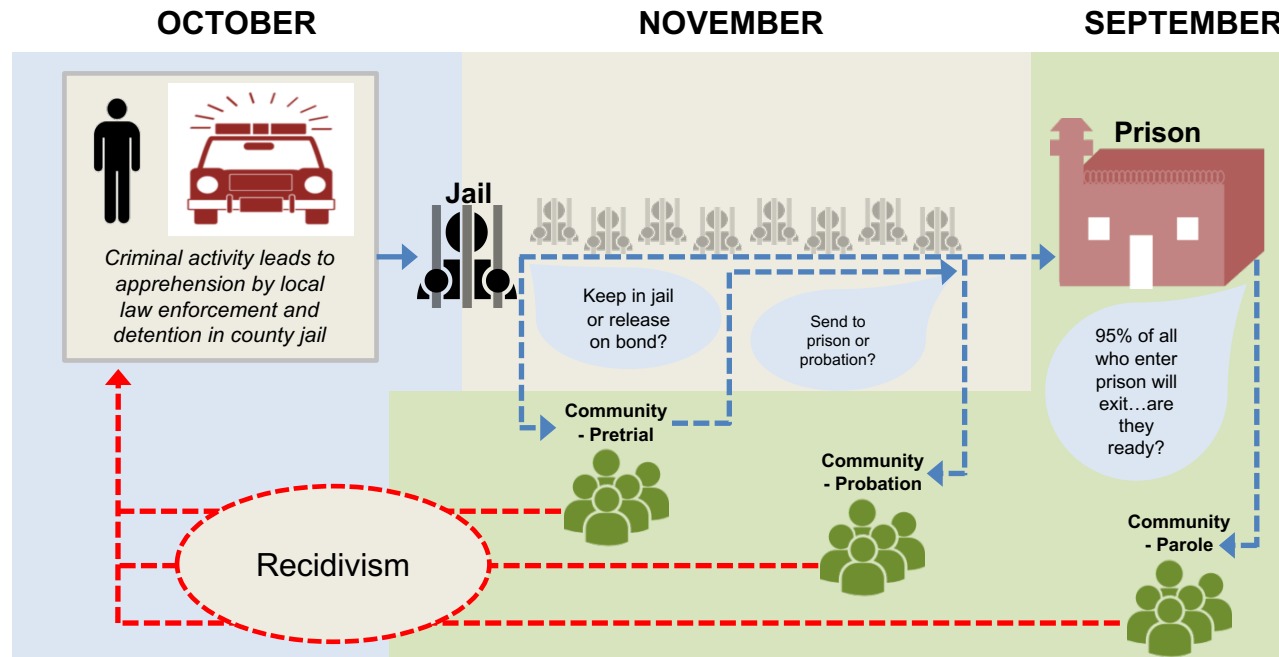 OCTOBER
NOVEMBER
SEPTEMBER
Criminal activity leads to
apprehension by local
law enforcement and
detention in county jail
Jail
Keep in jail
or release
on bond?
Send to
prison or
probation?
Prison
95% of all
who enter
prison will
exit…are
they
ready?
Community
- Pretrial
Community
- Probation
Community
- Parole
Recidivism